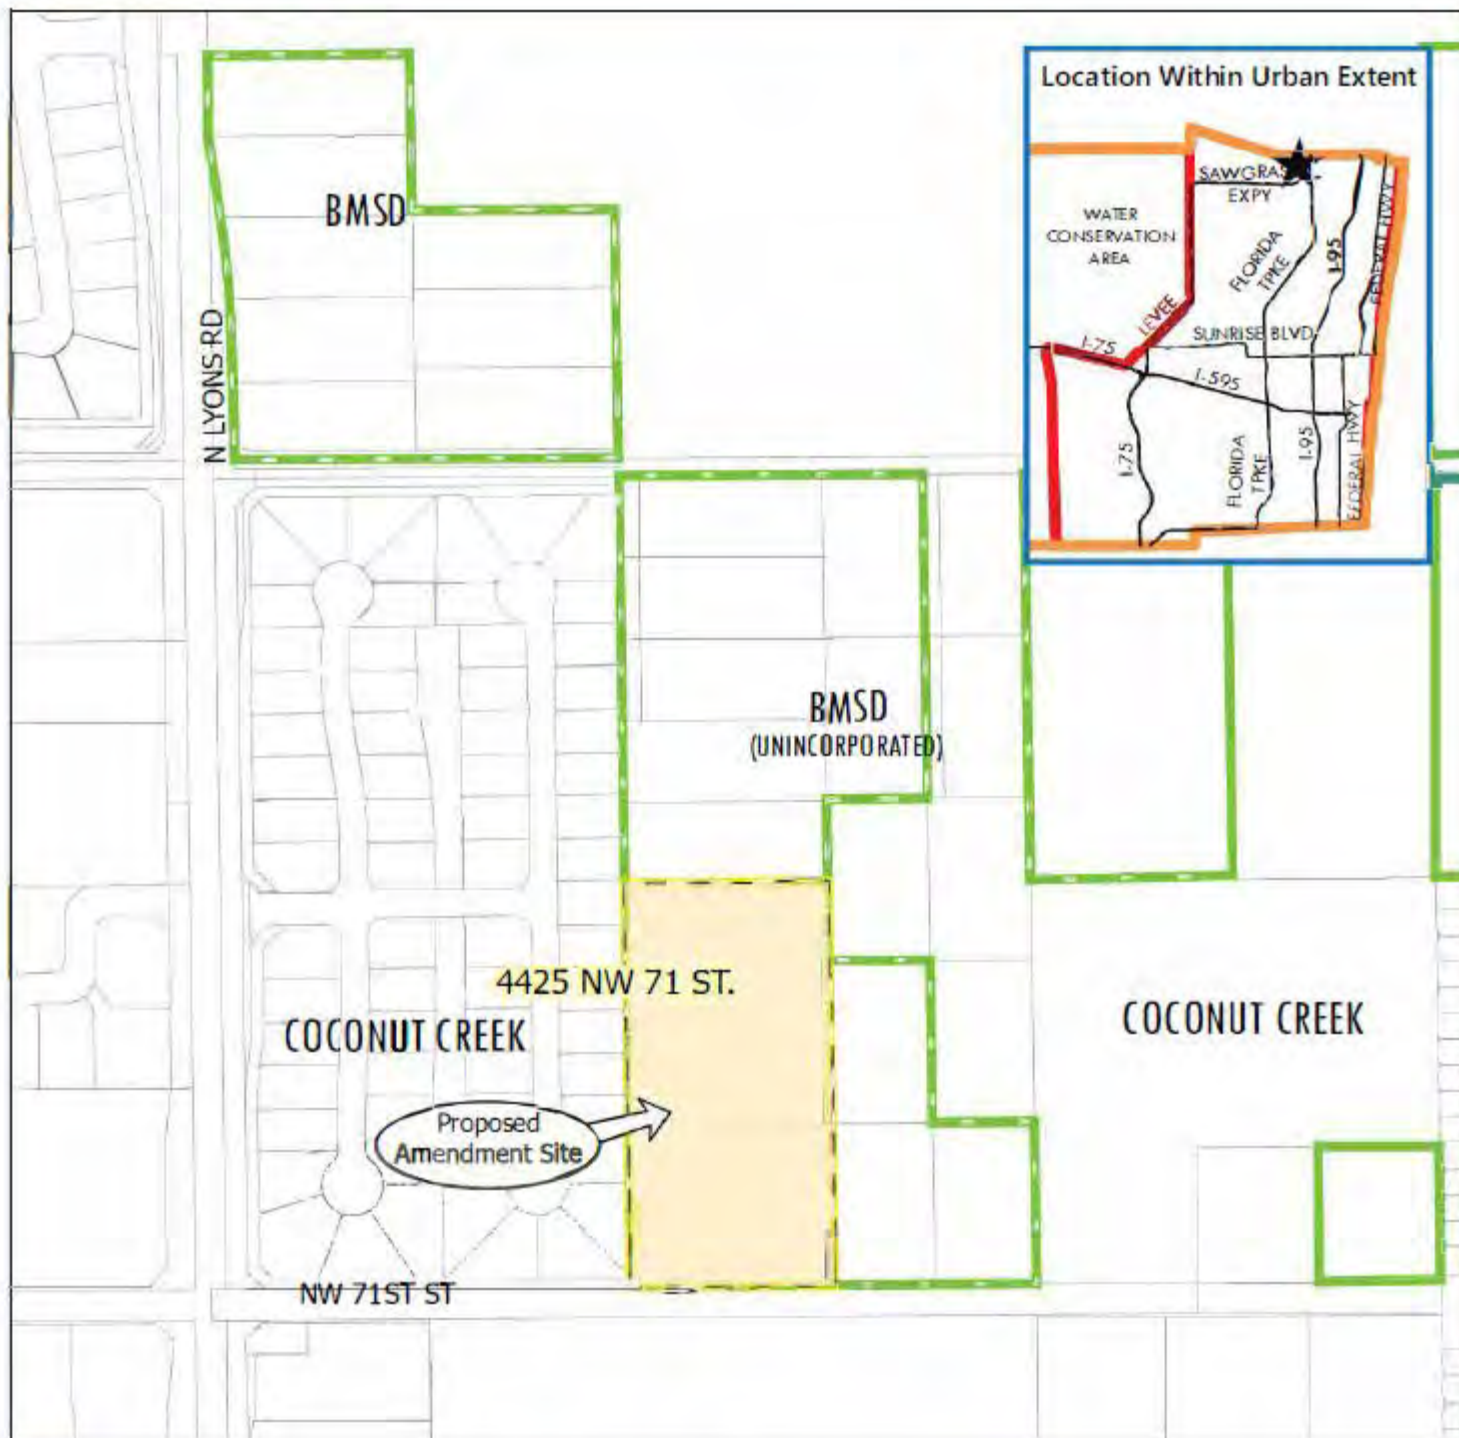 Location Within Urban Extent
SAWGRAS
EXPY
WATER
CONSERVATION
AREA
FLORIDA
TPKE
I-95
FEDERAL HWY
LEVEE
I-75
SUNRISE BLVD
I-595
I-75
FLORIDA
TPKE
I-95
FEDERAL HWY
BMSD
N LYONS RD
BMSD
(UNINCORPORATED)
4425 NW 71 ST.
COCONUT CREEK
COCONUT CREEK
Proposed
Amendment Site
NW 71ST ST